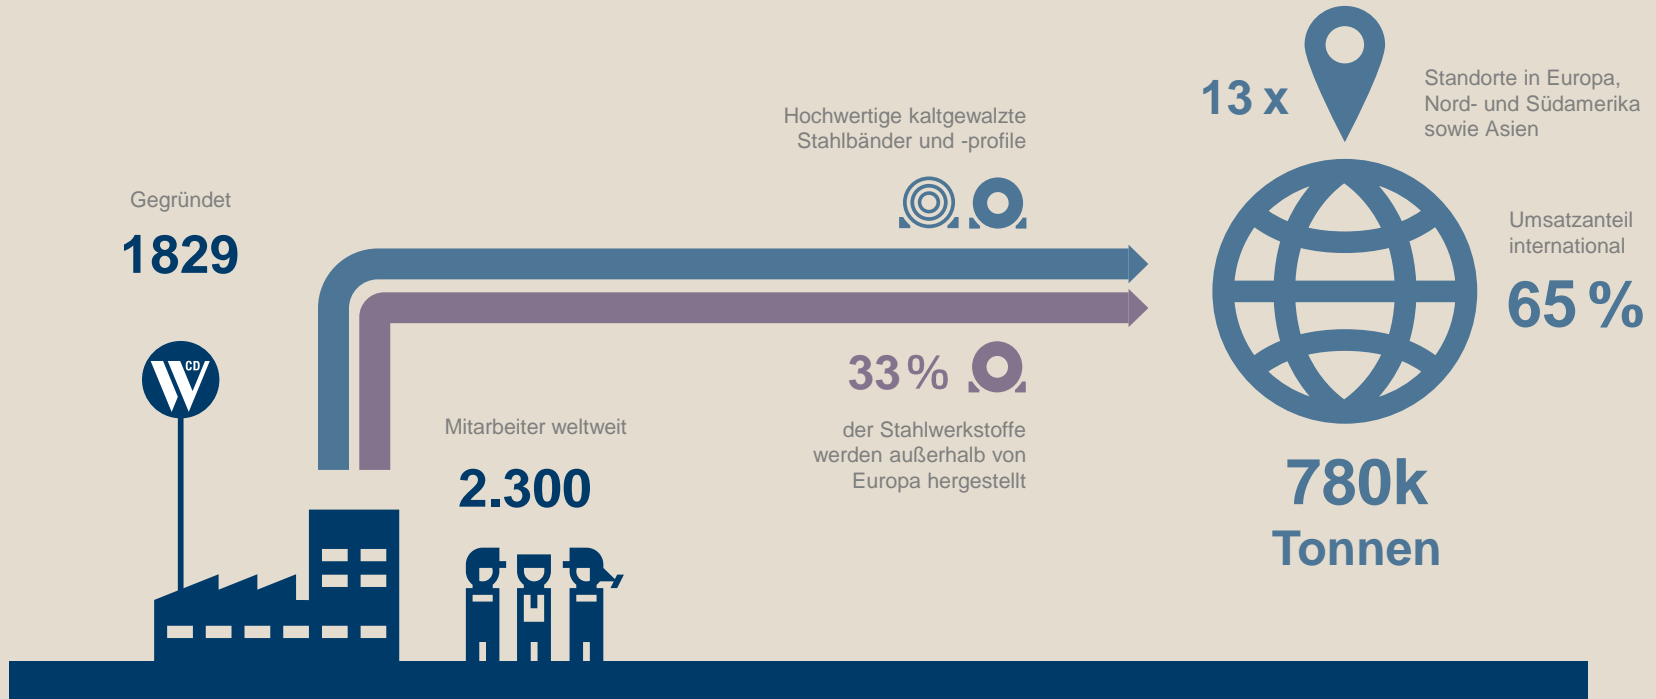 Gegründet
1829
W CD
Mitarbeiter weltweit
2.300
Hochwertige kaltgewalzte
Stahlbänder und -profile
33 %
der Stahlwerkstoffe
werden außerhalb von
Europa hergestellt
13 x
Standorte in Europa,
Nord- und Südamerika
sowie Asien
Umsatzanteil
international
65 %
780k
Tonnen